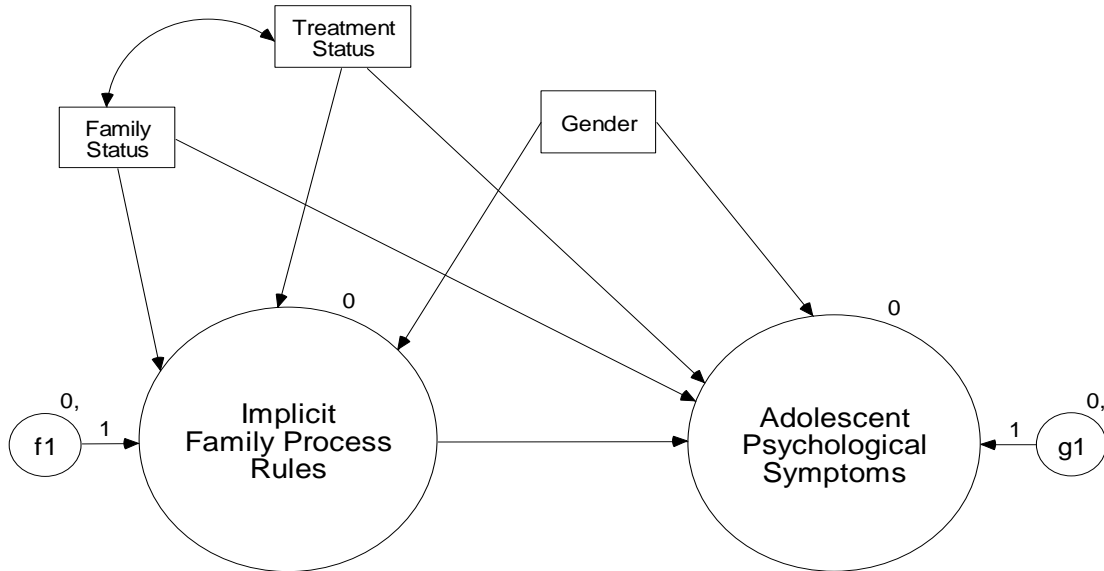 Treatment
Status
Family
Status
Gender
0
0
Implicit
Family Process
Rules
Adolescent
Psychological
Symptoms
0,
f1
1
0,
1
g1